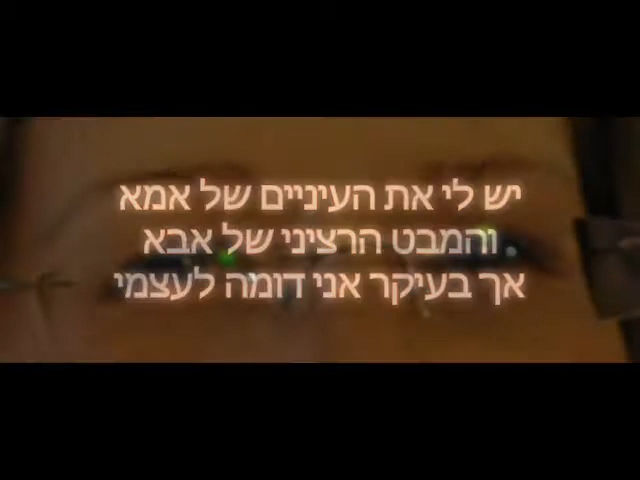 יש לי את העיניים של אמא
והמבט הרציני של אבא
אך בעיקר אני דומה לעצמי